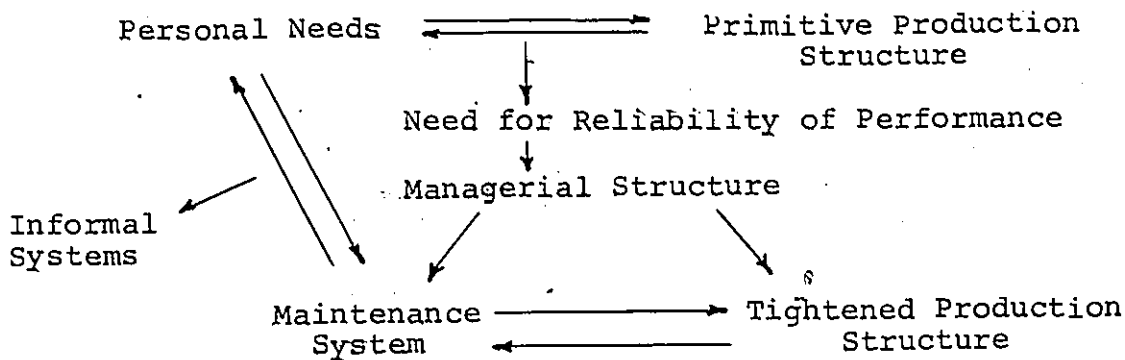 Personal Needs
Primitive Production
Structure
Need for Reliability of Performance
Managerial Structure
Informal
Systems
Maintenance
System
Tightened Production
Structure